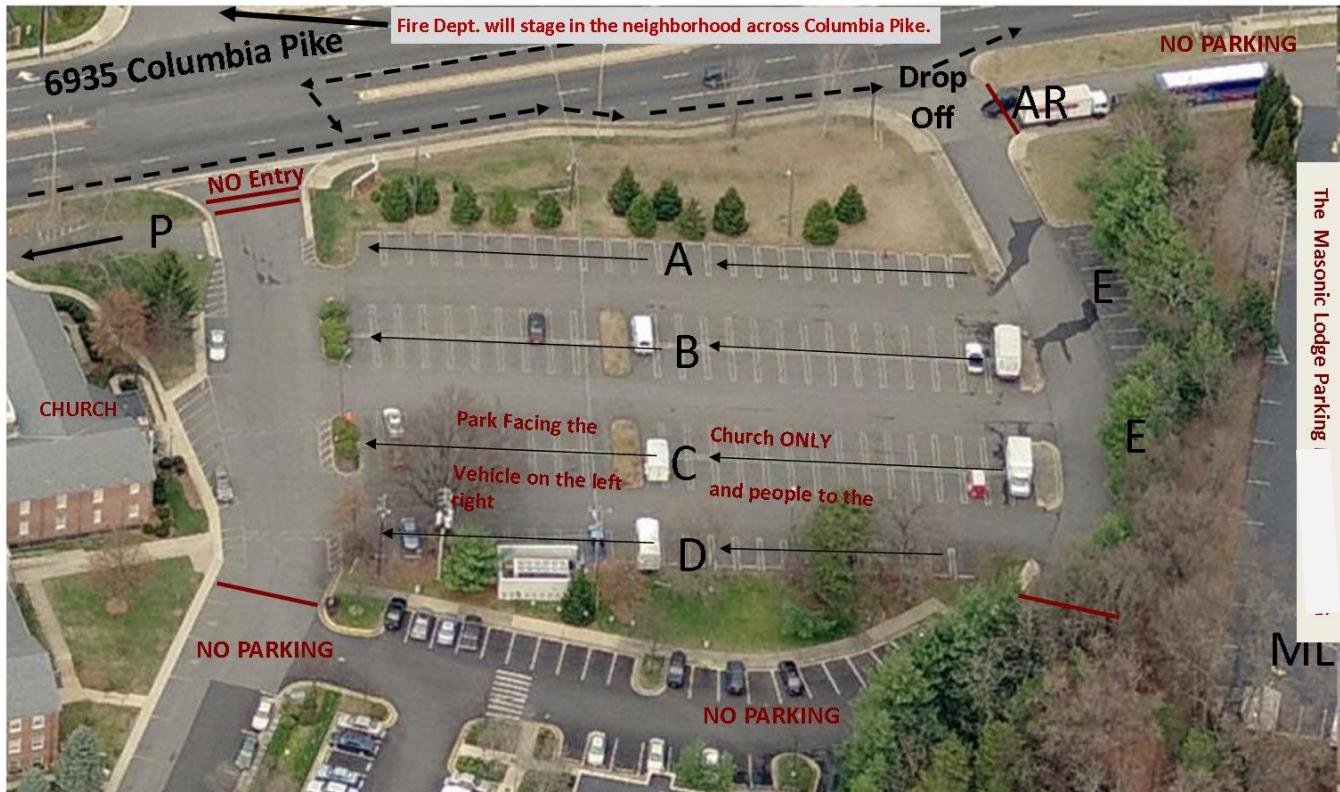 Fire Dept. will stage in the neighborhood across Columbia Pike.
6935 Columbia Pike
NO PARKING
Drop
Off
AR
NO Entry
P
A
E
B
CHURCH
Park Facing the
Church ONLY
C
E
Vehicle on the left
and people to the
right
D
NO PARKING
NO PARKING
The Masonic Lodge Parking
ML